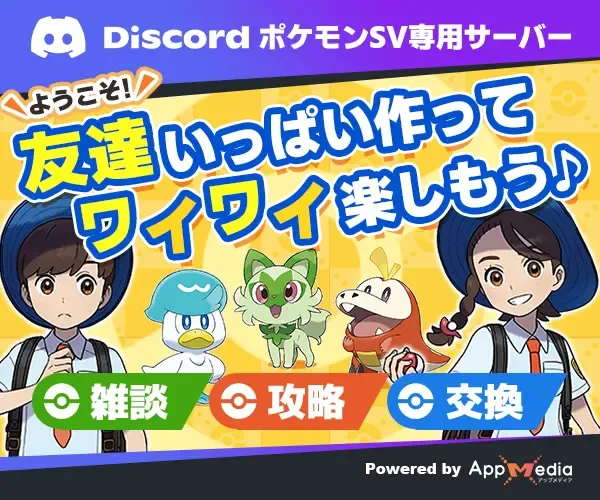 Discord ポケモンSV専用サーバー
ようこそ!
友達いっぱい作って
ワイワイ楽しもう♪
雑談
攻略
交換
Powered by AppMedia
アップメディア